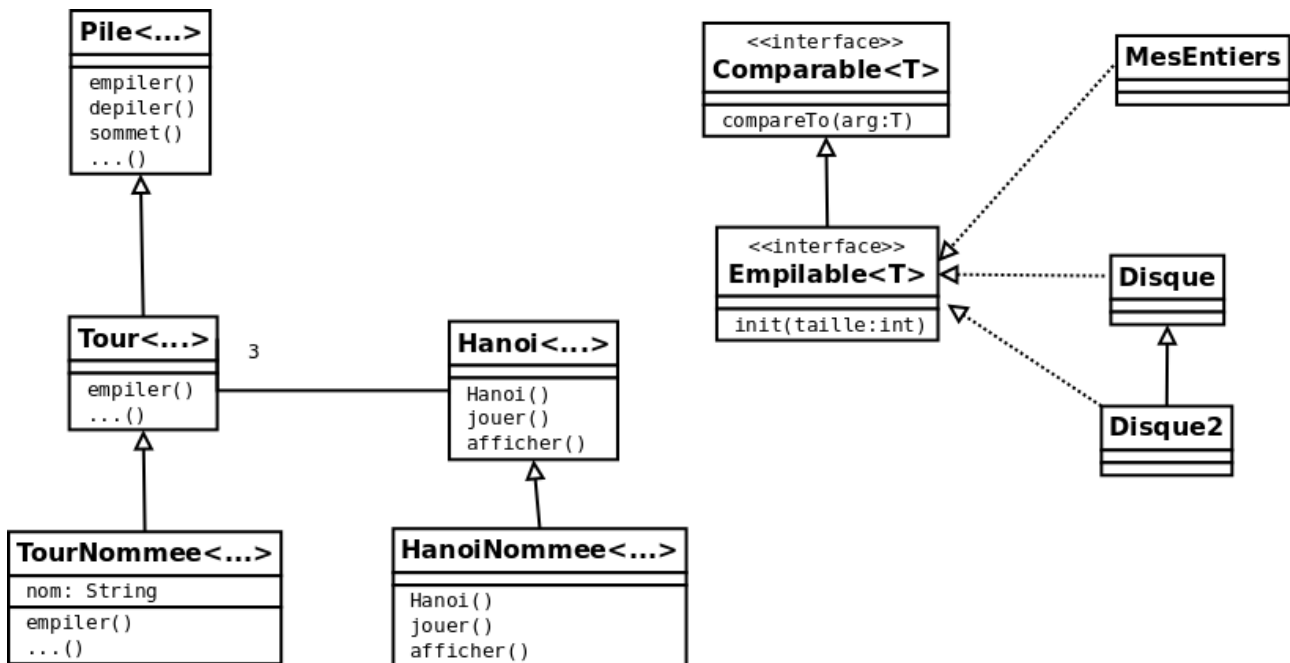 Pile<...>
empiler()
depiler()
sommet()
...()
Tour<...>
empiler()
...()
3
Hanoi<...>
Hanoi()
jouer()
afficher()
TourNommee<...>
nom: String
empiler()
...()
HanoiNommee<...>
Hanoi()
jouer()
afficher()
<<interface>>
Comparable<T>
compareTo(arg:T)
<<interface>>
Empilable<T>
init(taille:int)
MesEntiers
Disque
Disque2